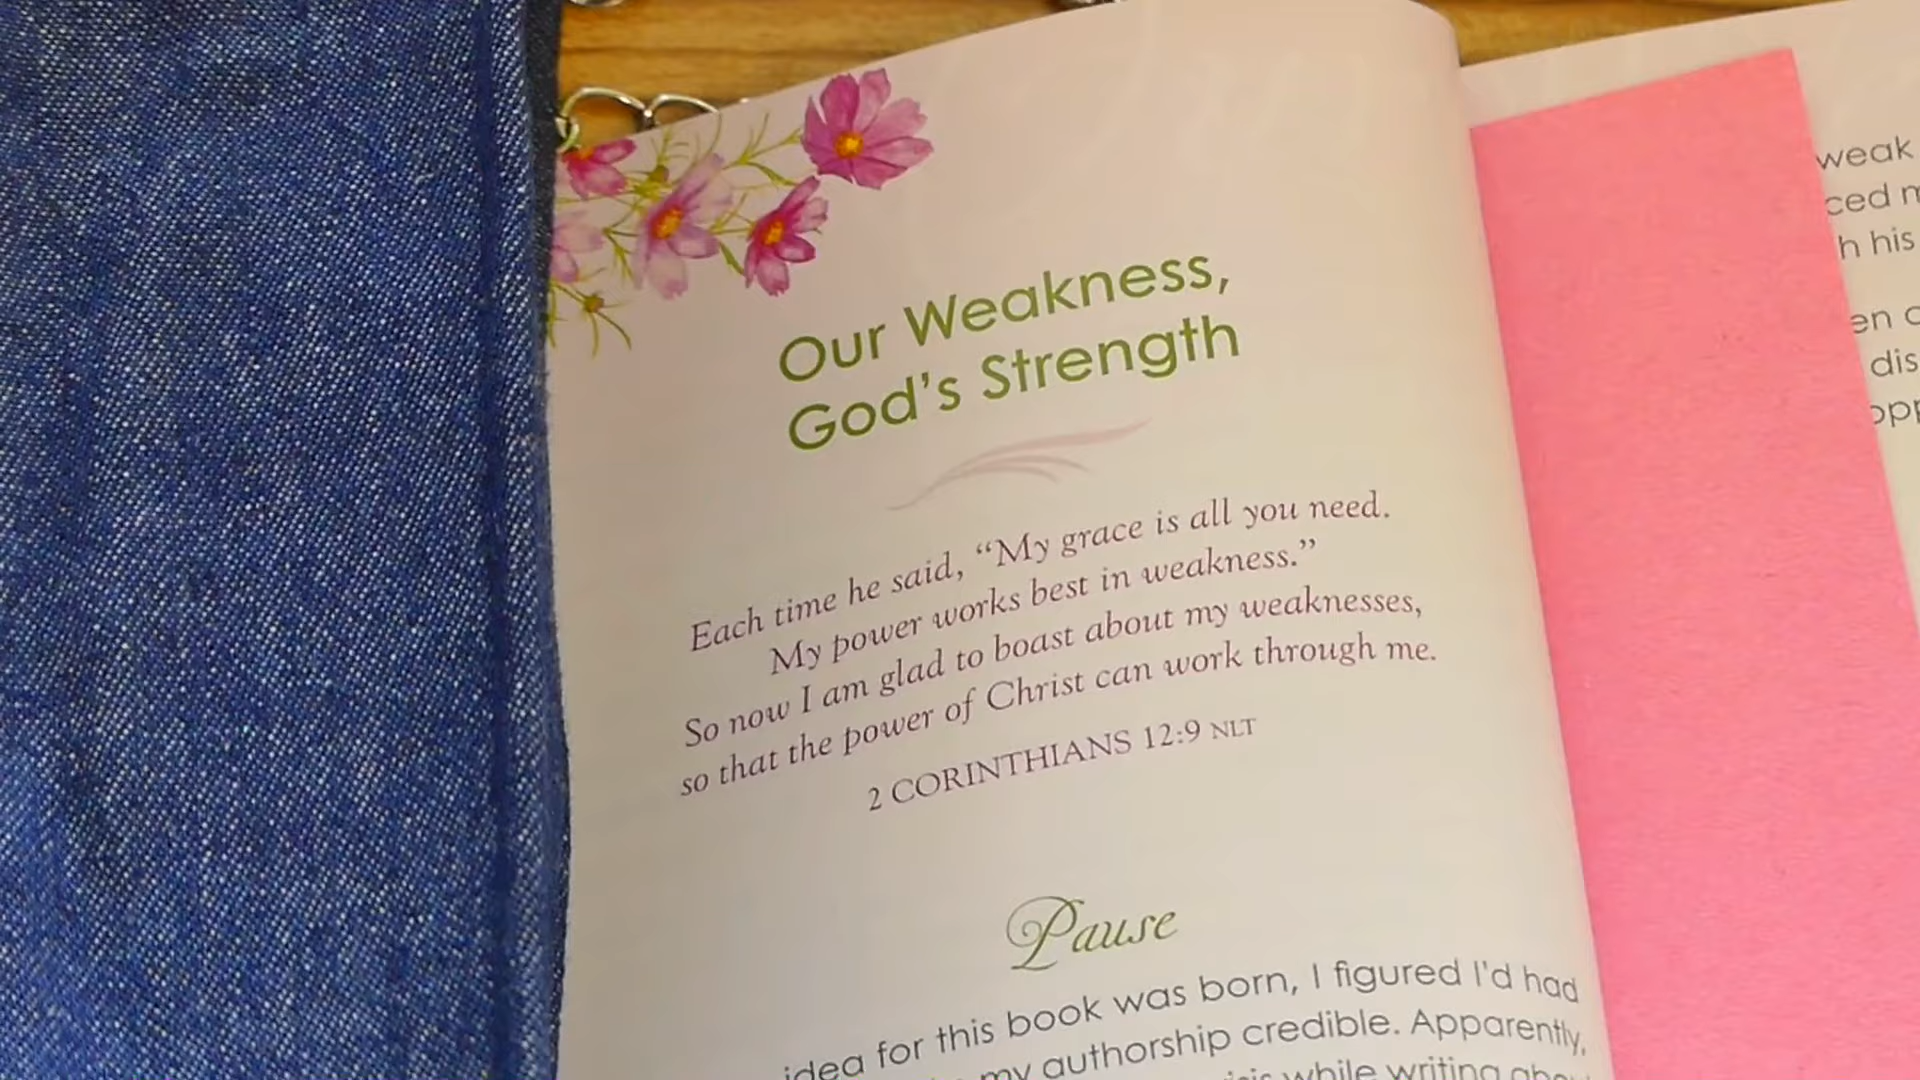 Our Weakness,
God's Strength
Each time he said, “My grace is all you need.
My power works best in weakness.”
So now I am glad to boast about my weaknesses,
so that the power of Christ can work through me.
2 CORINTHIANS 12:9 NLT
Pause
idea for this book was born, I figured I'd had
my authorship credible. Apparently,
while writing
weak
his